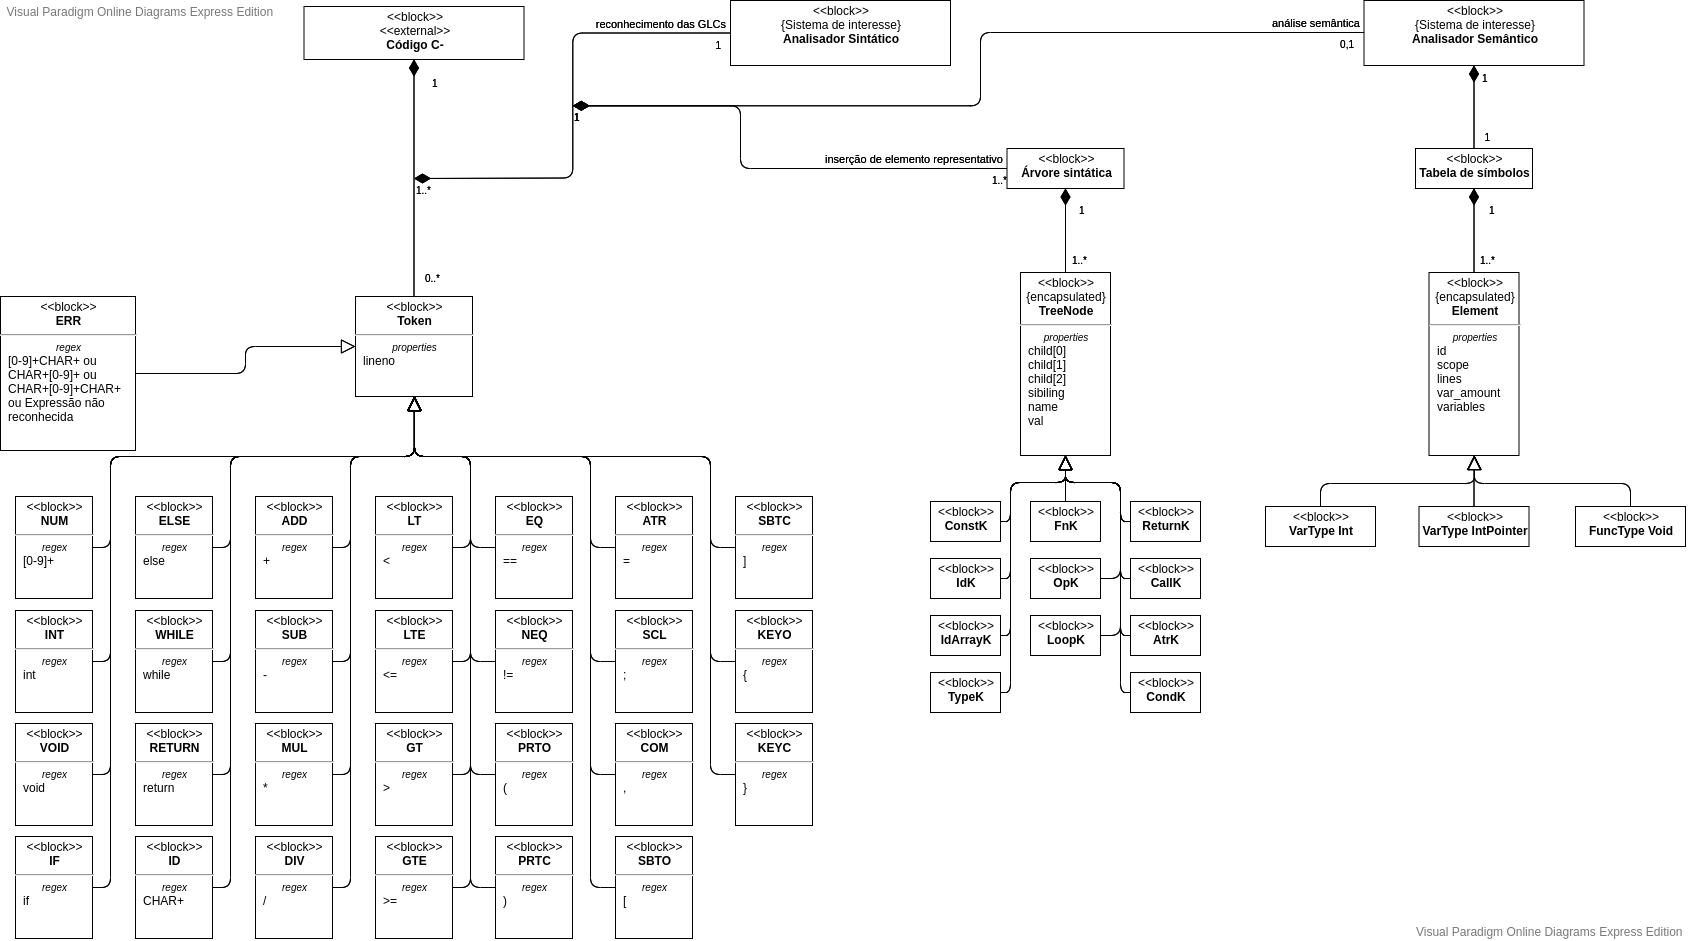 Visual Paradigm Online Diagrams Express Edition
<<block>>
<<external>>
Código C-
1
reconhecimento das GLCs
1
<<block>>
{Sistema de interesse}
Analisador Sintático
análise semântica
0,1
<<block>>
{Sistema de interesse}
Analisador Semântico
1
1
1
inserção de elemento representativo
1..*
<<block>>
Árvore sintática
<<block>>
Tabela de símbolos
1..*
1
1
0..*
1..*
1..*
<<block>>
ERR
regex
[0-9]+CHAR+ ou
CHAR+[0-9]+ ou
CHAR+[0-9]+CHAR+
ou Expressão não
reconhecida
<<block>>
Token
properties
lineno
<<block>>
{encapsulated}
TreeNode
properties
child[0]
child[1]
child[2]
sibiling
name
val
<<block>>
{encapsulated}
Element
properties
id
scope
lines
var_amount
variables
<<block>>
NUM
regex
[0-9]+
<<block>>
ELSE
regex
else
<<block>>
ADD
regex
+
<<block>>
LT
regex
<
<<block>>
EQ
regex
==
<<block>>
ATR
regex
=
<<block>>
SBTC
regex
]
<<block>>
INT
regex
int
<<block>>
WHILE
regex
while
<<block>>
SUB
regex
-
<<block>>
LTE
regex
<=
<<block>>
NEQ
regex
!=
<<block>>
SCL
regex
;
<<block>>
KEYO
regex
{
<<block>>
VOID
regex
void
<<block>>
RETURN
regex
return
<<block>>
MUL
regex
*
<<block>>
GT
regex
>
<<block>>
PRTO
regex
(
<<block>>
COM
regex
,
<<block>>
KEYC
regex
}
<<block>>
IF
regex
if
<<block>>
ID
regex
CHAR+
<<block>>
DIV
regex
/
<<block>>
GTE
regex
>=
<<block>>
PRTC
regex
)
<<block>>
SBTO
regex
[
<<block>>
ConstK
<<block>>
FnK
<<block>>
ReturnK
<<block>>
IdK
<<block>>
OpK
<<block>>
CallK
<<block>>
IdArrayK
<<block>>
LoopK
<<block>>
AtrK
<<block>>
TypeK
<<block>>
CondK
<<block>>
VarType Int
<<block>>
VarType IntPointer
<<block>>
FuncType Void
Visual Paradigm Online Diagrams Express Edition